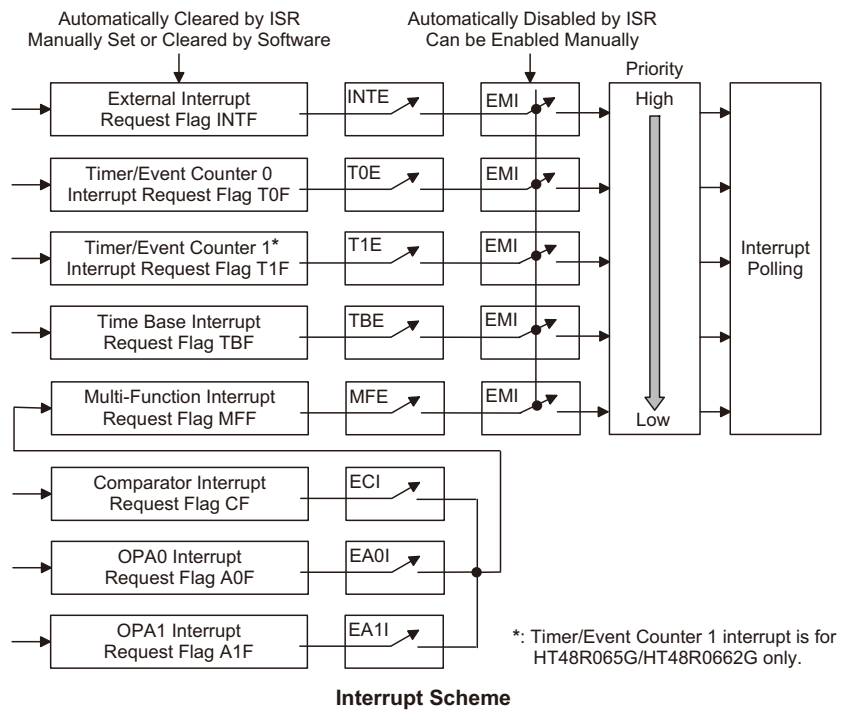 Automatically Cleared by ISR
Manually Set or Cleared by Software
Automatically Disabled by ISR
Can be Enabled Manually
Priority
External Interrupt
Request Flag INTF
INTE
EMI
High
Timer/Event Counter 0
Interrupt Request Flag T0F
T0E
EMI
Timer/Event Counter 1*
Interrupt Request Flag T1F
T1E
EMI
Interrupt
Polling
Time Base Interrupt
Request Flag TBF
TBE
EMI
Multi-Function Interrupt
Request Flag MFF
MFE
EMI
Low
Comparator Interrupt
Request Flag CF
ECI
OPA0 Interrupt
Request Flag A0F
EA0I
OPA1 Interrupt
Request Flag A1F
EA1I
*: Timer/Event Counter 1 interrupt is for
HT48R065G/HT48R0662G only.
Interrupt Scheme